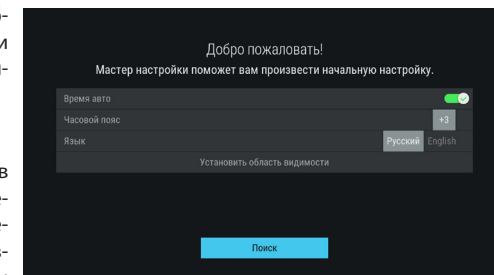 Добро пожаловать!
Мастер настройки поможет вам произвести начальную настройку.
Время авто
Часовой пояс +3
Язык Русский English
Установить область видимости
Поиск